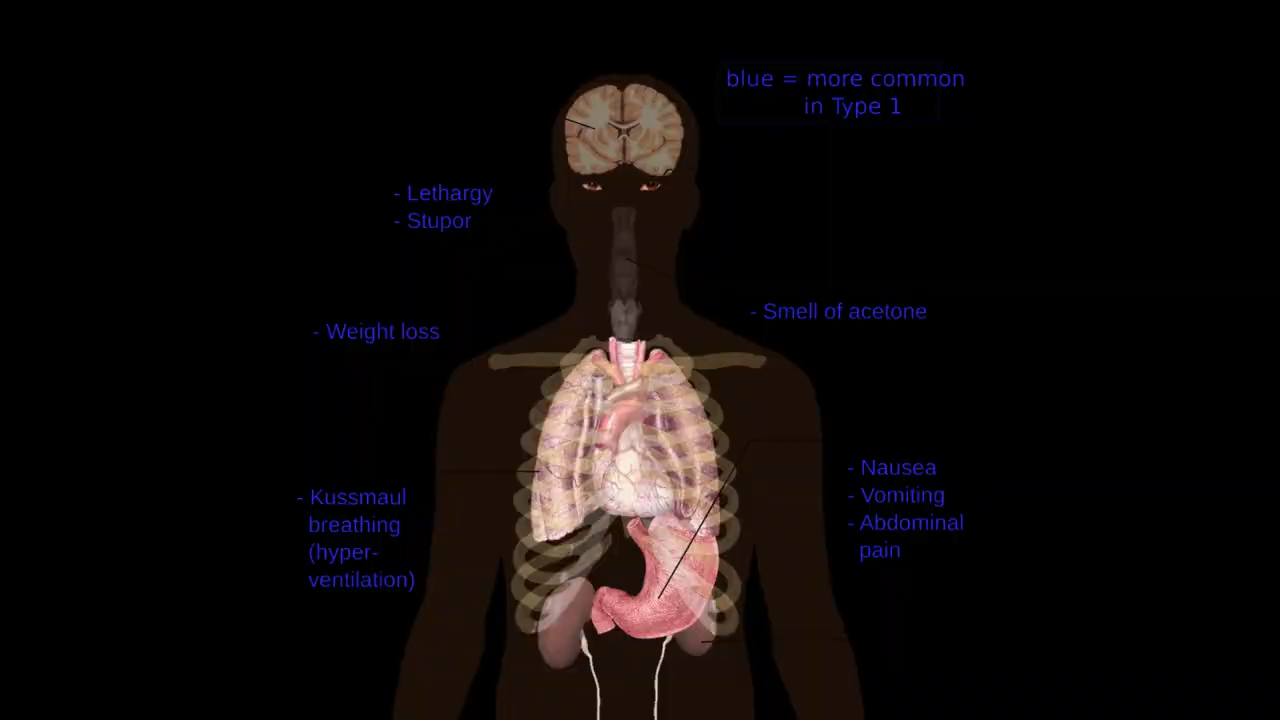 blue = more common
in Type 1
- Lethargy
- Stupor
- Smell of acetone
- Weight loss
- Nausea
- Vomiting
- Abdominal
pain
- Kussmaul
breathing
(hyper-
ventilation)